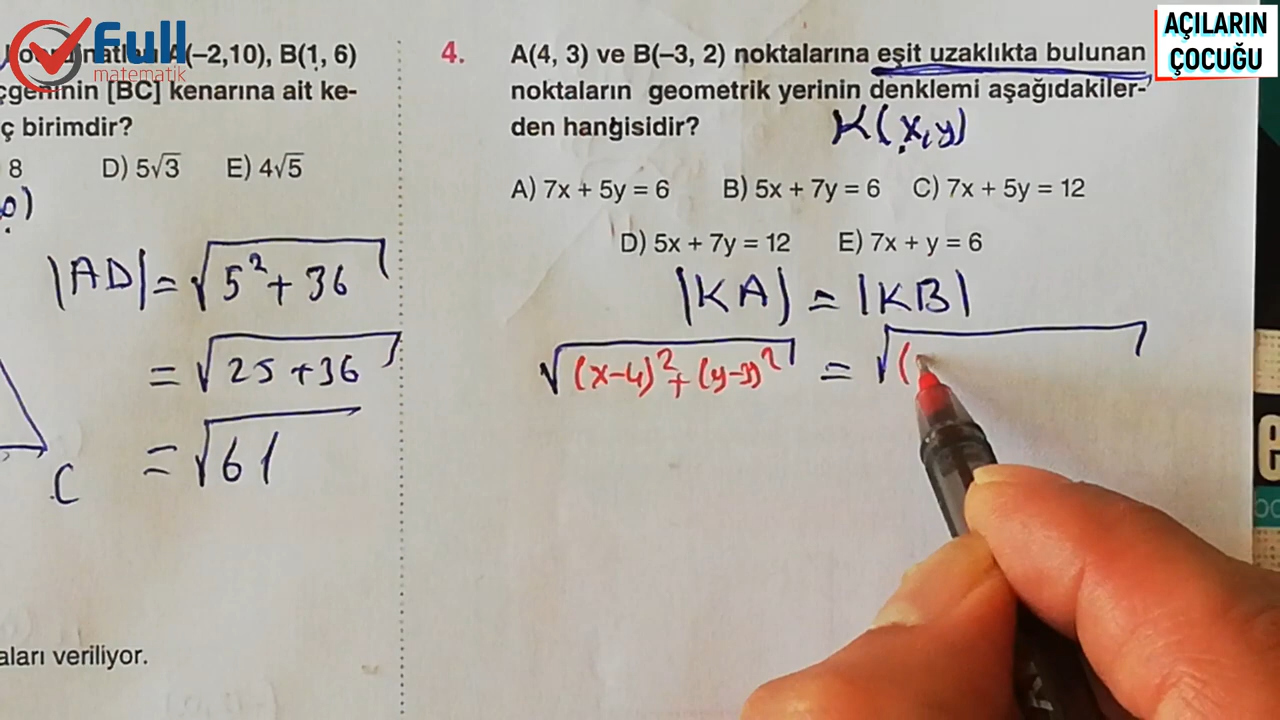 Full
matematik
AÇILARIN
ÇOCUĞU
A(–2,10), B(1, 6)
[BC] kenarına ait ke-
ç birimdir?
8 D) 5√3 E) 4√5
|AD| = √5² + 36
= √25 + 36
= √61
C
aları veriliyor.
4. A(4, 3) ve B(–3, 2) noktalarına eşit uzaklıkta bulunan
noktaların geometrik yerinin denklemi aşağıdakiler-
den hangisidir?
K(x, y)
A) 7x + 5y = 6 B) 5x + 7y = 6 C) 7x + 5y = 12
D) 5x + 7y = 12 E) 7x + y = 6
|KA| = |KB|
√(x-4)² + (y-3)² = √(